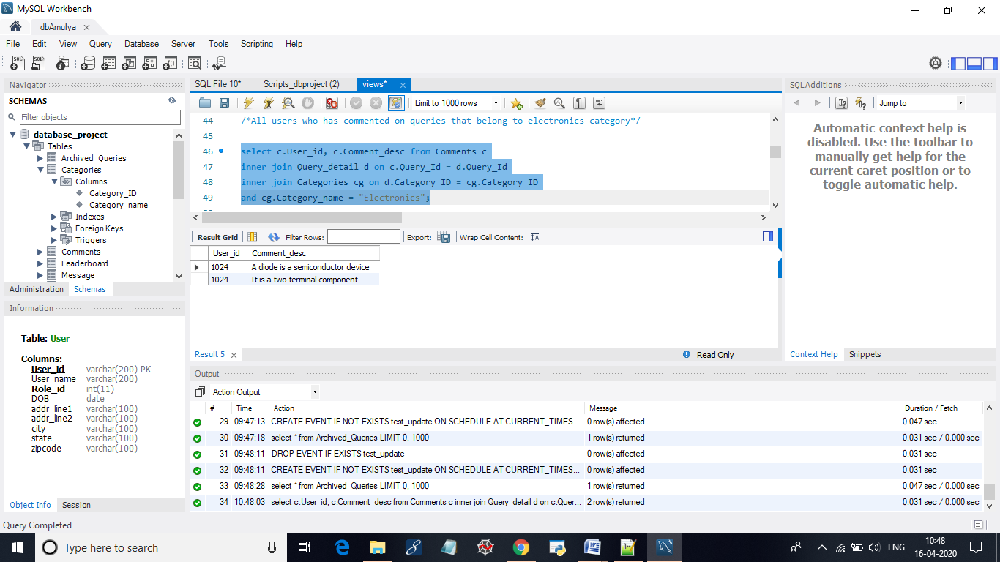 MySQL Workbench
dbAmulya
File Edit View Query Database Server Tools Scripting Help
Navigator
SCHEMAS
Filter objects
database_project
Tables
Archived_Queries
Categories
Columns
Category_ID
Category_name
Indexes
Foreign Keys
Triggers
Comments
Leaderboard
Message
Administration Schemas
Information
Table: User
Columns:
User_id varchar(200) PK
User_name varchar(200)
Role_id int(11)
DOB date
addr_line1 varchar(100)
addr_line2 varchar(100)
city varchar(100)
state varchar(100)
zipcode varchar(100)
Object Info Session
SQL File 10* Scripts_dbproject (2) views*
Limit to 1000 rows
44 /*All users who has commented on queries that belong to electronics category*/
45
46 select c.User_id, c.Comment_desc from Comments c
47 inner join Query_detail d on c.Query_Id = d.Query_Id
48 inner join Categories cg on d.Category_ID = cg.Category_ID
49 and cg.Category_name = "Electronics";
Result Grid Filter Rows: Export: Wrap Cell Content:
User_id Comment_desc
1024 A diode is a semiconductor device
1024 It is a two terminal component
Result 5 Read Only
SQLAdditions
Jump to
Automatic context help is
disabled. Use the toolbar to
manually get help for the
current caret position or to
toggle automatic help.
Context Help Snippets
Output
Action Output
# Time Action Message Duration / Fetch
29 09:47:13 CREATE EVENT IF NOT EXISTS test_update ON SCHEDULE AT CURRENT_TIMES... 0 row(s) affected 0.047 sec
30 09:47:18 select * from Archived_Queries LIMIT 0, 1000 1 row(s) returned 0.031 sec / 0.000 sec
31 09:48:11 DROP EVENT IF EXISTS test_update 0 row(s) affected 0.031 sec
32 09:48:11 CREATE EVENT IF NOT EXISTS test_update ON SCHEDULE AT CURRENT_TIMES... 0 row(s) affected 0.031 sec
33 09:48:28 select * from Archived_Queries LIMIT 0, 1000 1 row(s) returned 0.047 sec / 0.000 sec
34 10:48:03 select c.User_id, c.Comment_desc from Comments c inner join Query_detail d on c.Quer... 2 row(s) returned 0.031 sec / 0.000 sec
Query Completed
Type here to search
ENG
10:48
16-04-2020